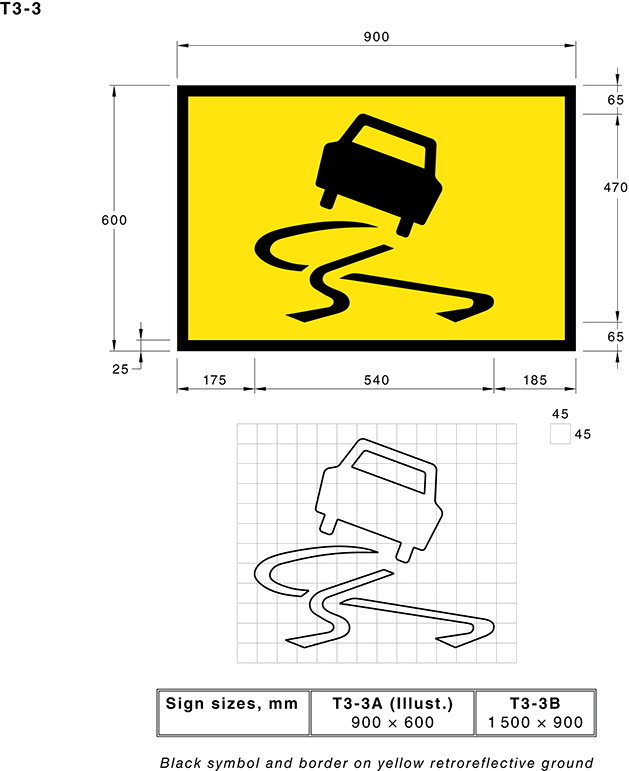 T3-3
900
65
470
600
65
25
175 540 185
45
45
Sign sizes, mm T3-3A (Illust.) T3-3B
900 × 600 1 500 × 900
Black symbol and border on yellow retroreflective ground